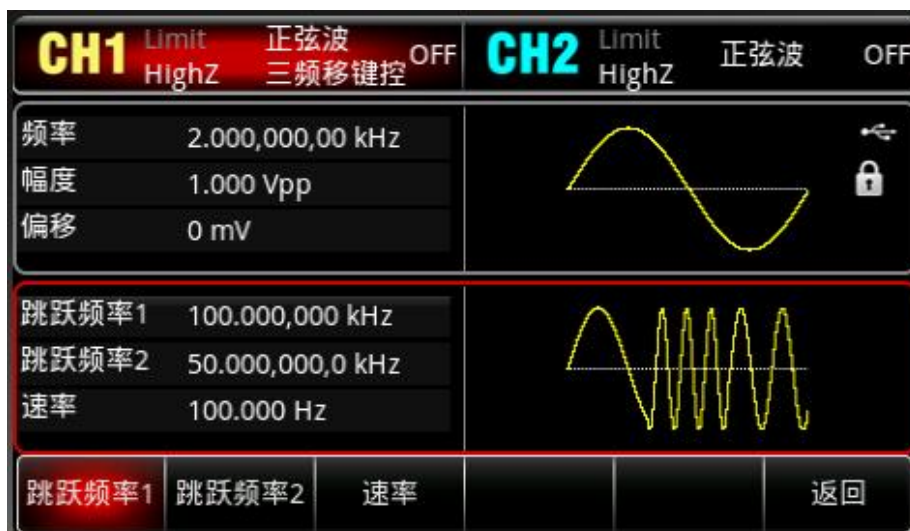 CH1 Limit 正弦波 OFF CH2 Limit 正弦波 OFF
HighZ 三频移键控 HighZ
频率 2.000,000,00 kHz
幅度 1.000 Vpp
偏移 0 mV
跳跃频率1 100.000,000 kHz
跳跃频率2 50.000,000,0 kHz
速率 100.000 Hz
跳跃频率1 跳跃频率2 速率 返回